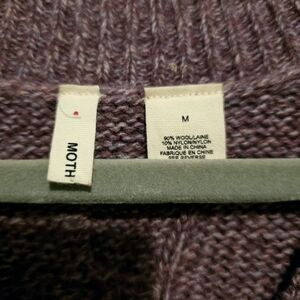 MOTH
M
90% WOOL/LAINE
10% NYLON/NYLON
MADE IN CHINA
FABRIQUE EN CHINE
SEE REVERSE